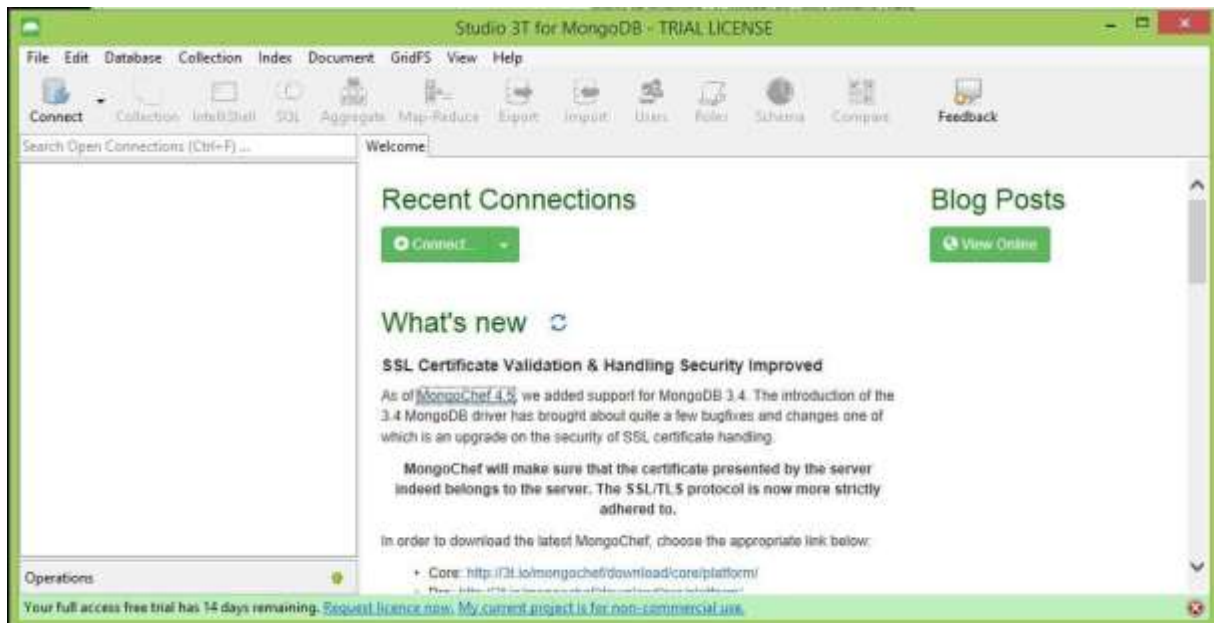 Studio 3T for MongoDB - TRIAL LICENSE
File Edit Database Collection Index Document GridFS View Help
Connect Collection IntelliShell SQL Aggregate Map-Reduce Export Import Users Roles Schema Compare Feedback
Search Open Connections (Ctrl+F) ...
Welcome
Recent Connections
Connect...
Blog Posts
View Online
What's new
SSL Certificate Validation & Handling Security Improved
As of MongoChef 4.5, we added support for MongoDB 3.4. The introduction of the
3.4 MongoDB driver has brought about quite a few bugfixes and changes one of
which is an upgrade on the security of SSL certificate handling.
MongoChef will make sure that the certificate presented by the server
indeed belongs to the server. The SSL/TLS protocol is now more strictly
adhered to.
In order to download the latest MongoChef, choose the appropriate link below:
• Core: http://3t.io/mongochef/download/core/platform/
Operations
Your full access free trial has 14 days remaining. Request licence now. My current project is for non-commercial use.